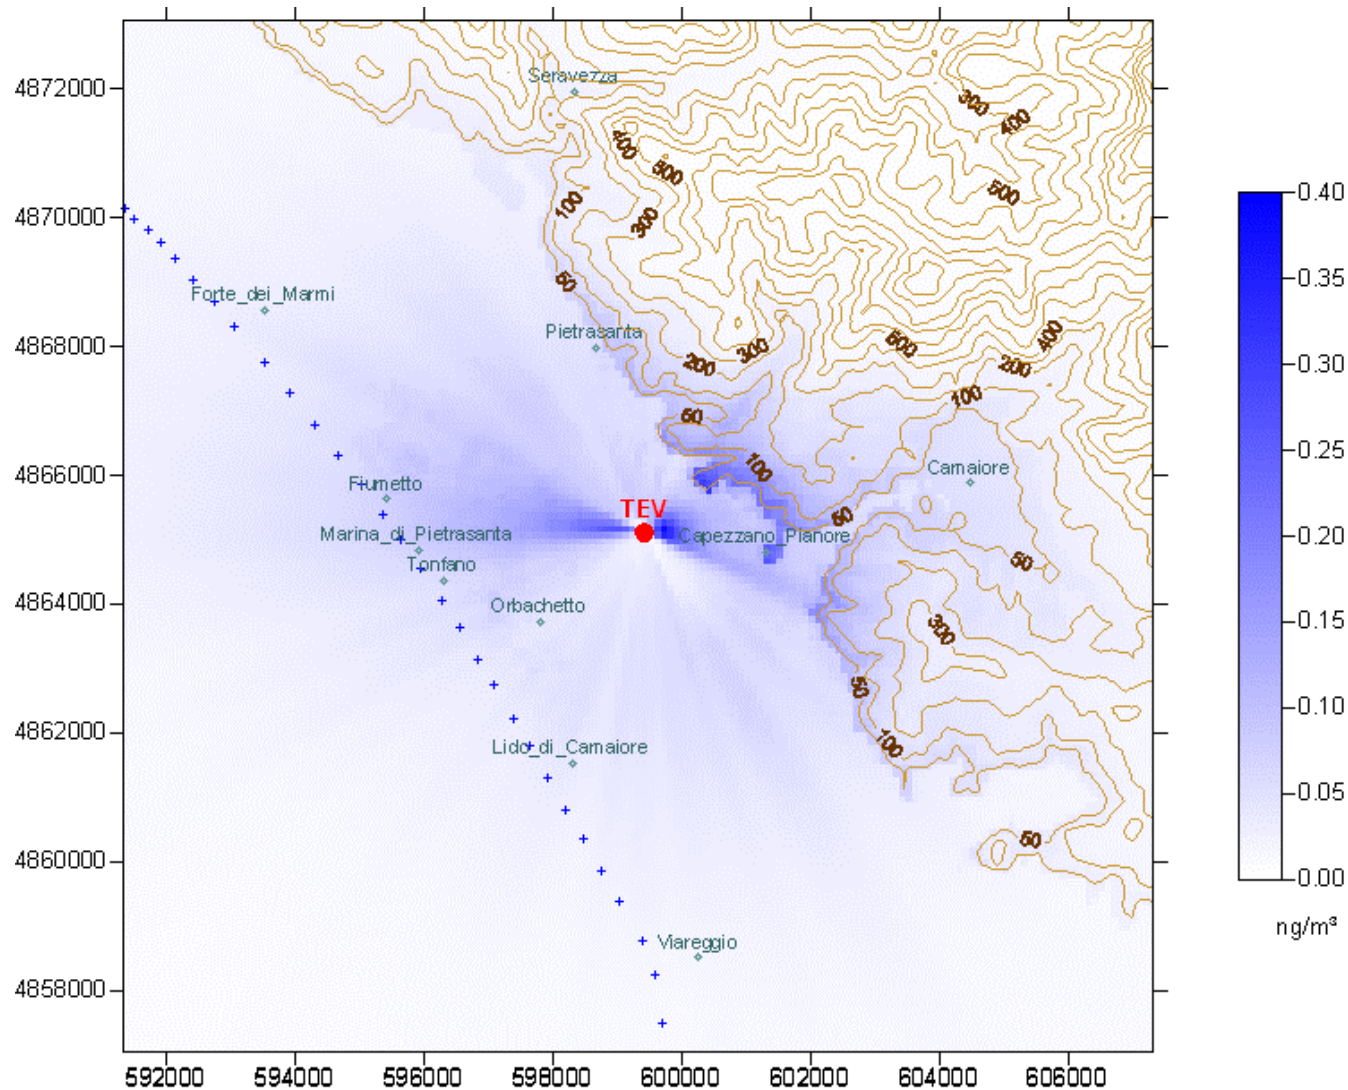 Seravezza
4872000
300
400
400
500
500
0.40
4870000
100
300
0.35
50
Forte_dei_Marmi
0.30
Pietrasanta
400
4868000
300
500
200
200
100
50
0.25
100
Camaiore
4866000
Fiumetto
TEV
50
0.20
Marina_di_Pietrasanta
Capezzano_Pianore
Tonfano
50
4864000
Orbachetto
300
0.15
50
0.10
4862000
Lido_di_Camaiore
100
0.05
50
4860000
0.00
ng/m³
Viareggio
4858000
592000 594000 596000 598000 600000 602000 604000 606000